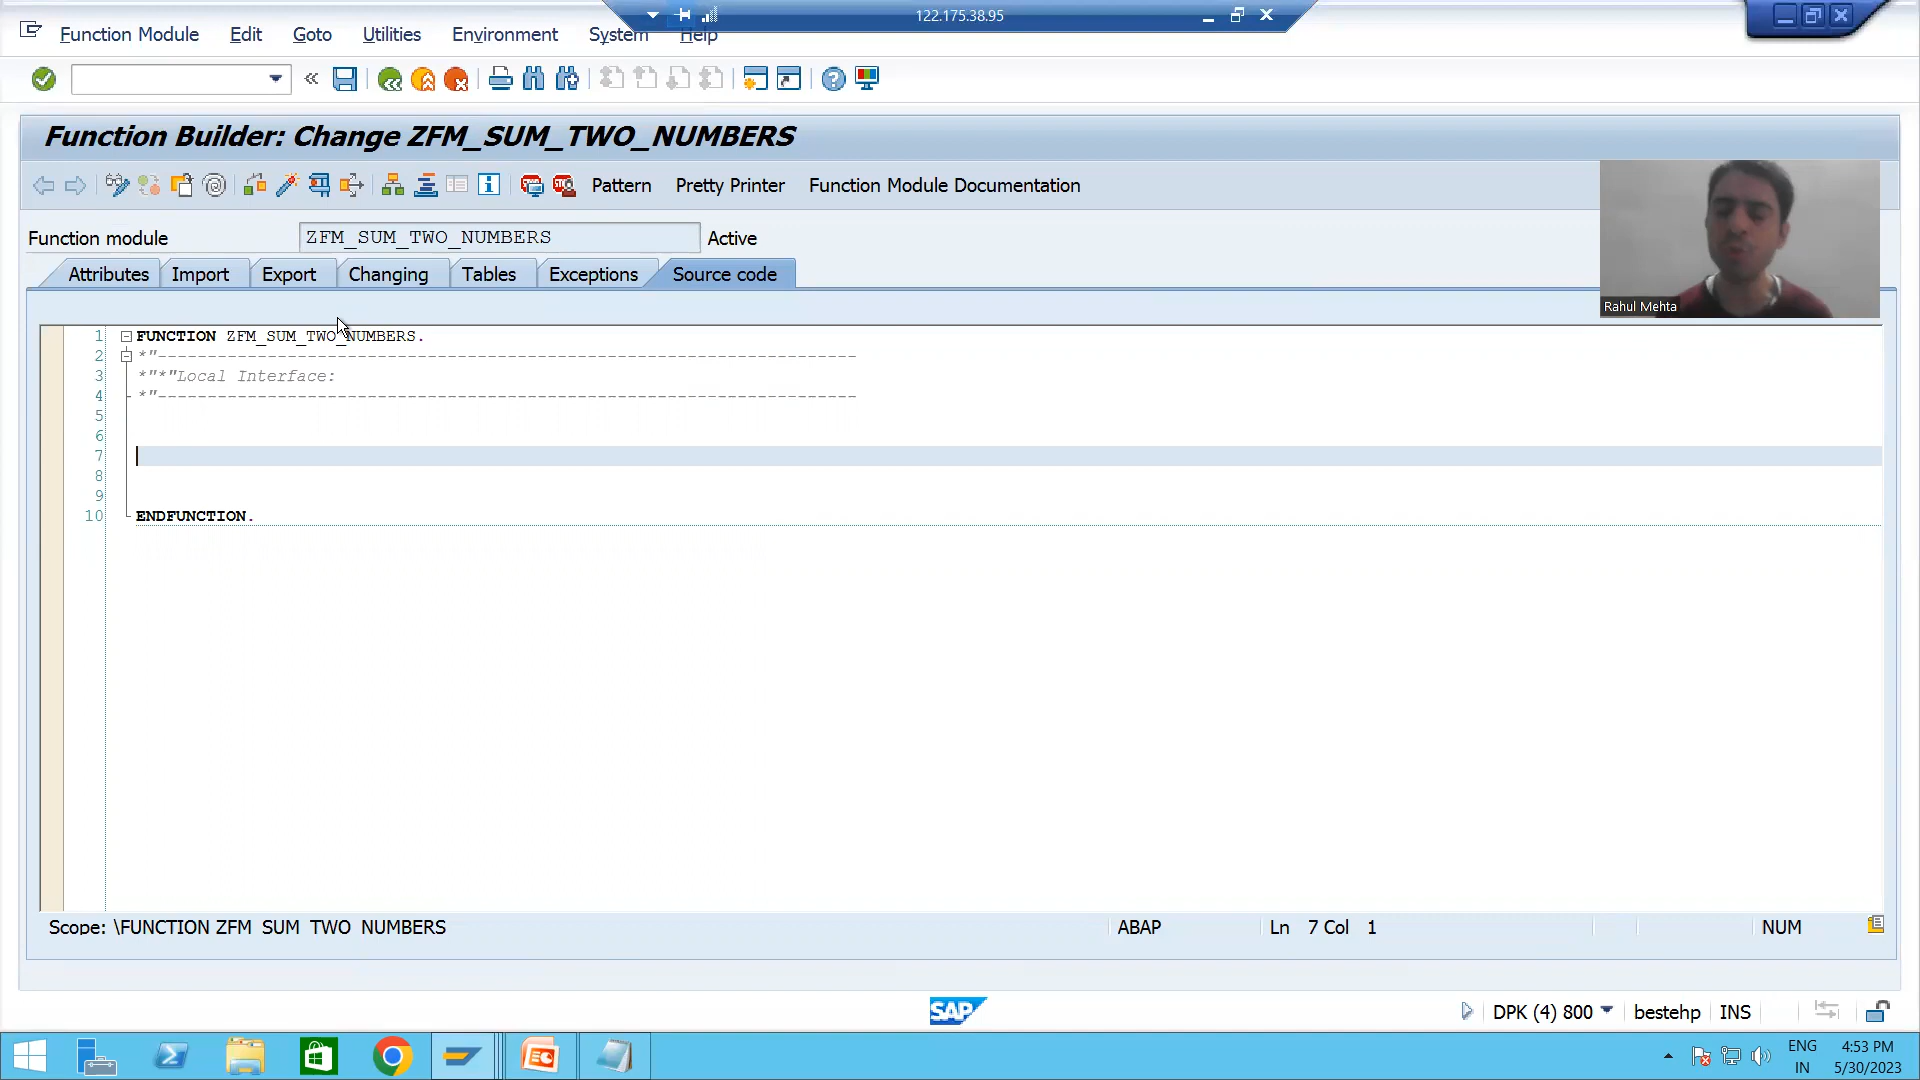 122.175.38.95
Function Module Edit Goto Utilities Environment System Help
Function Builder: Change ZFM_SUM_TWO_NUMBERS
Pattern Pretty Printer Function Module Documentation
Function module ZFM_SUM_TWO_NUMBERS Active
Attributes Import Export Changing Tables Exceptions Source code
Rahul Mehta
1 FUNCTION ZFM_SUM_TWO_NUMBERS.
2 *"----------------------------------------------------------------------
3 *"*"Local Interface:
4 *"----------------------------------------------------------------------
5
6
7
8
9
10 ENDFUNCTION.
Scope: \FUNCTION ZFM_SUM_TWO_NUMBERS ABAP Ln 7 Col 1 NUM
SAP DPK (4) 800 bestehp INS
ENG 4:53 PM
IN 5/30/2023